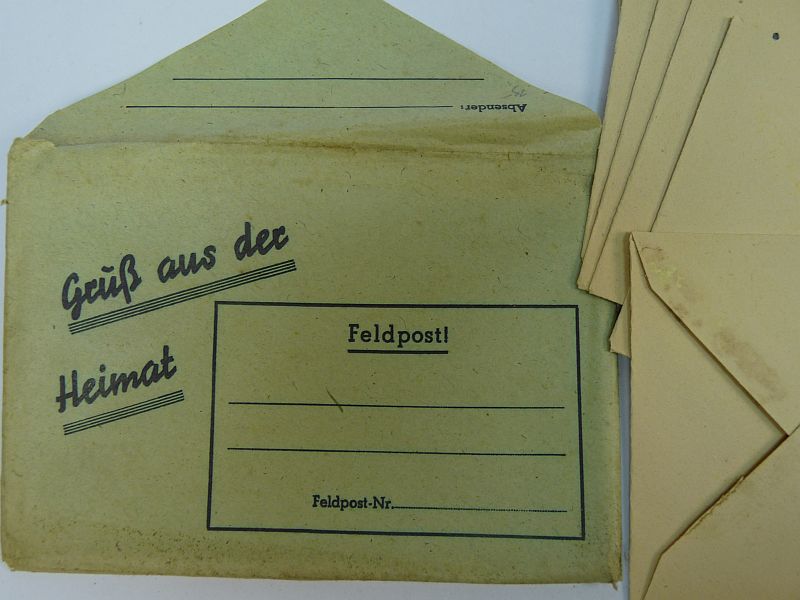 Absender:
Gruß aus der
Heimat
Feldpost!
Feldpost-Nr.